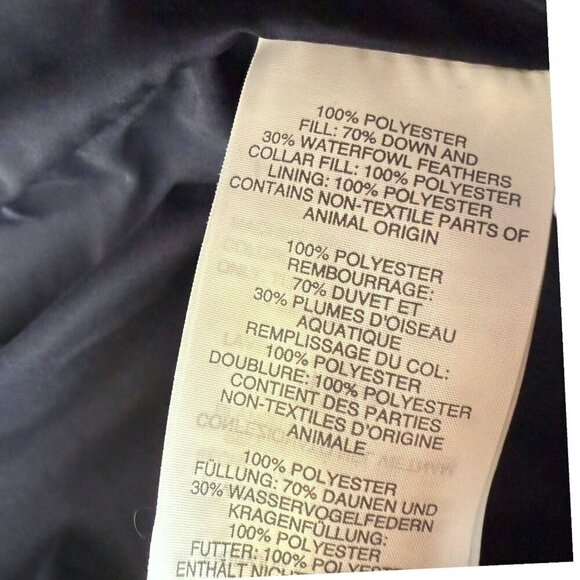 100% POLYESTER
FILL: 70% DOWN AND
30% WATERFOWL FEATHERS
COLLAR FILL: 100% POLYESTER
LINING: 100% POLYESTER
CONTAINS NON-TEXTILE PARTS OF
ANIMAL ORIGIN
100% POLYESTER
REMBOURRAGE:
70% DUVET ET
30% PLUMES D'OISEAU
AQUATIQUE
REMPLISSAGE DU COL:
100% POLYESTER
DOUBLURE: 100% POLYESTER
CONTIENT DES PARTIES
NON-TEXTILES D'ORIGINE
ANIMALE
100% POLYESTER
FÜLLUNG: 70% DAUNEN UND
30% WASSERVOGELFEDERN
KRAGENFÜLLUNG:
100% POLYESTER
FUTTER: 100% POLYESTER
ENTHÄLT